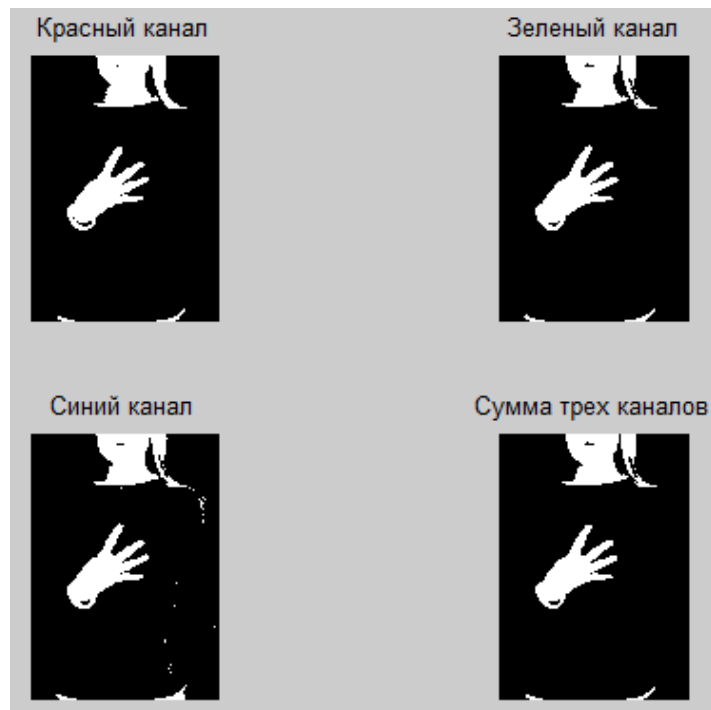 Красный канал
Зеленый канал
Синий канал
Сумма трех каналов